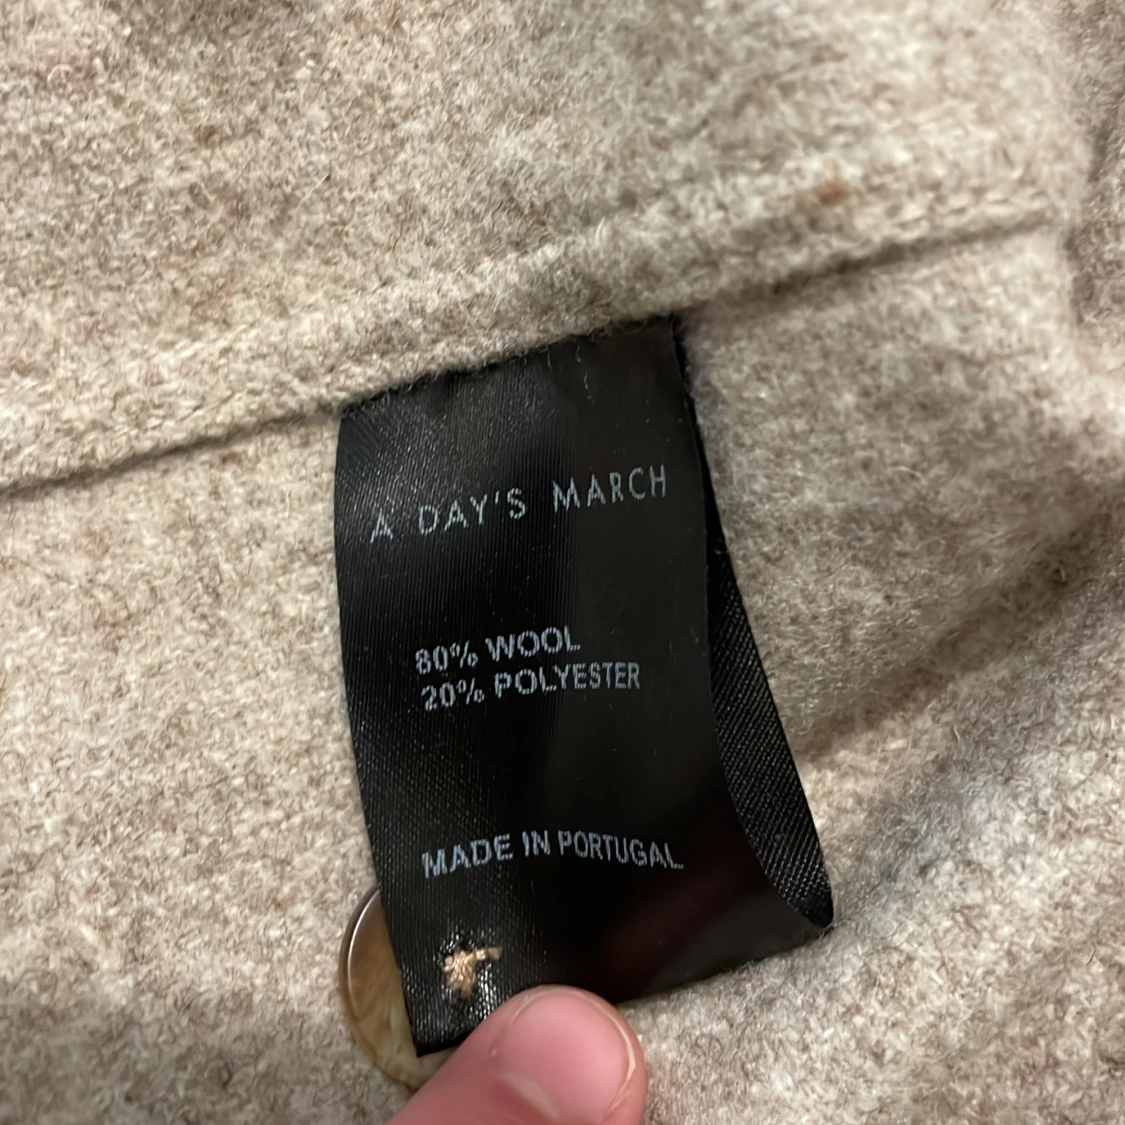 A DAY'S MARCH
80% WOOL
20% POLYESTER
MADE IN PORTUGAL